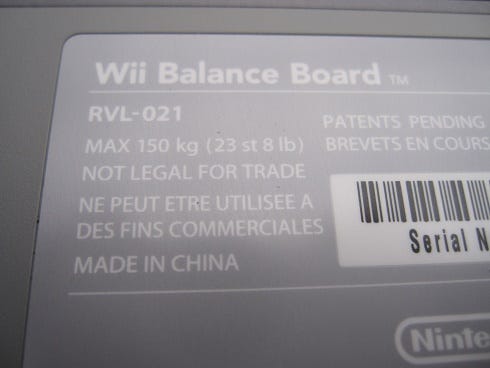 Wii Balance Board TM
RVL-021
MAX 150 kg (23 st 8 lb)
NOT LEGAL FOR TRADE
NE PEUT ETRE UTILISEE A
DES FINS COMMERCIALES
MADE IN CHINA
PATENTS PENDING
BREVETS EN COURS
Serial N
Ninte